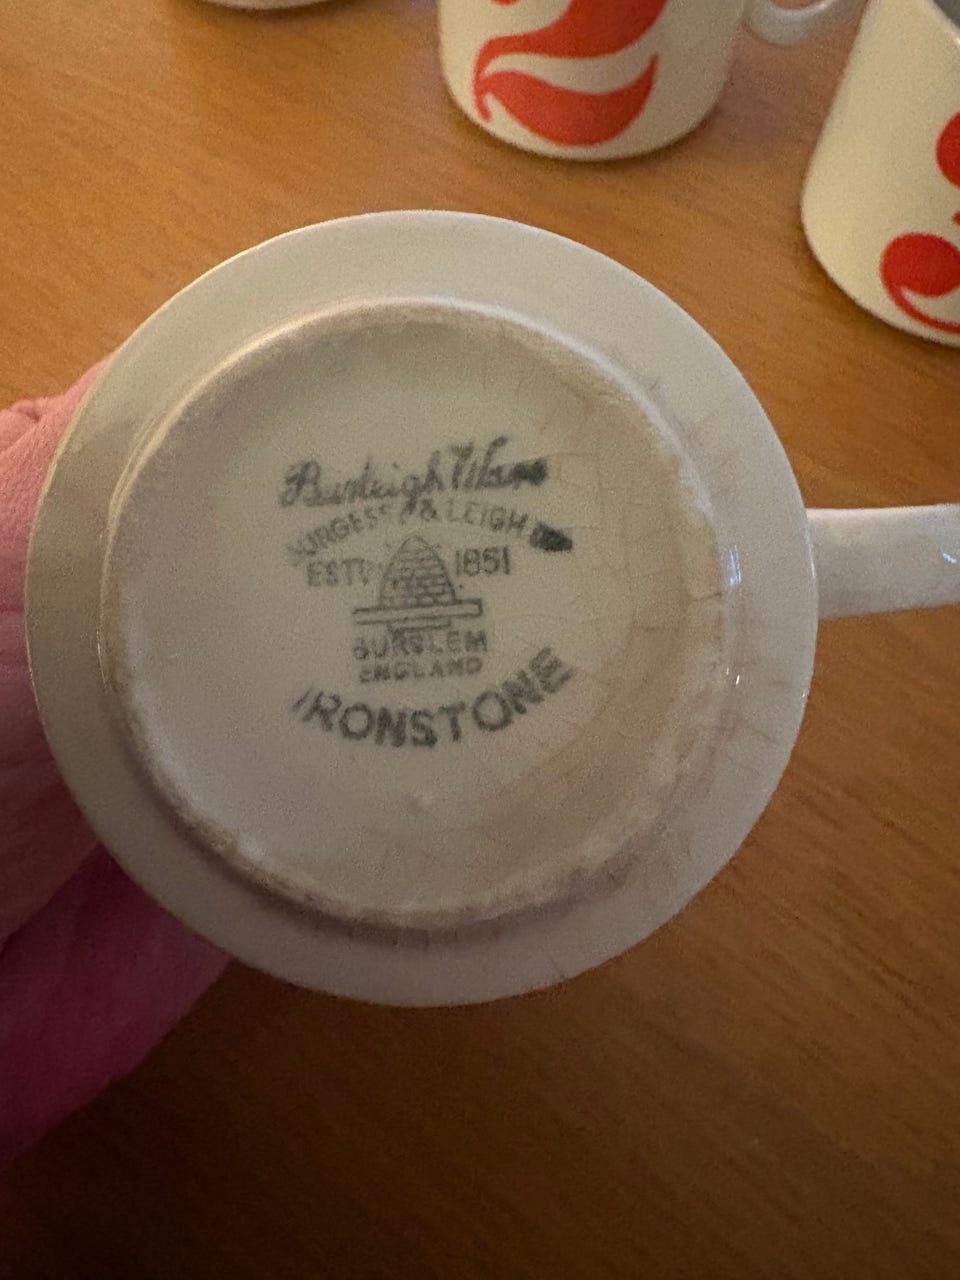 Burleigh Ware
BURGESS & LEIGH
ESTD 1851
BURSLEM
ENGLAND
IRONSTONE